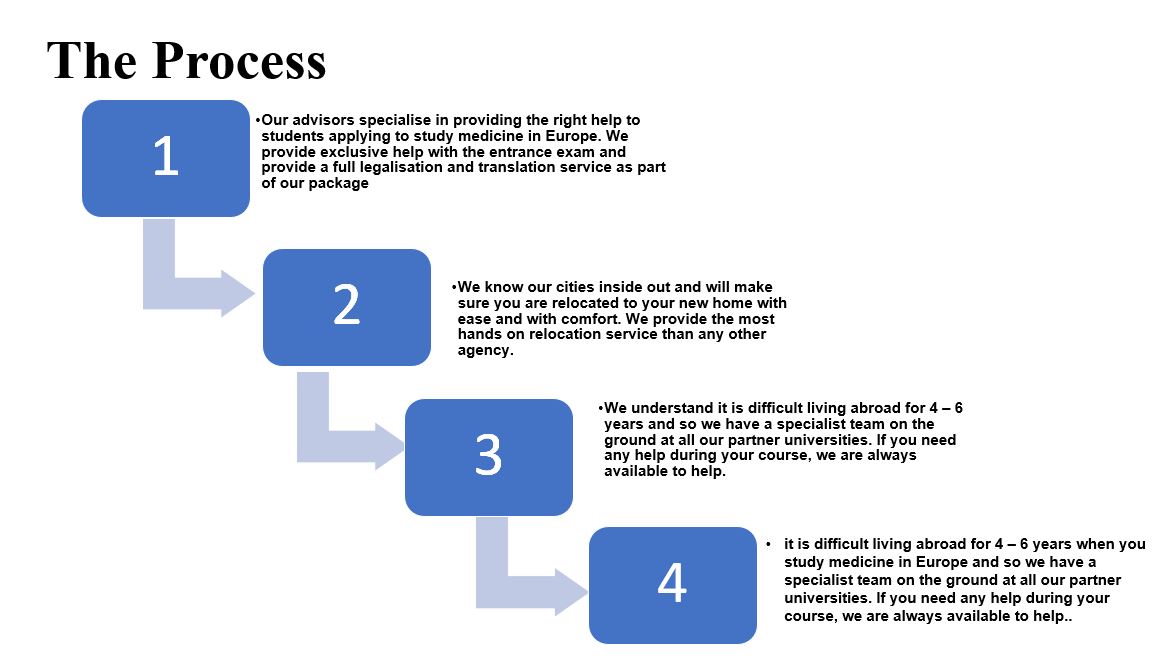 The Process
1
•Our advisors specialise in providing the right help to
students applying to study medicine in Europe. We
provide exclusive help with the entrance exam and
provide a full legalisation and translation service as part
of our package
2
•We know our cities inside out and will make
sure you are relocated to your new home with
ease and with comfort. We provide the most
hands on relocation service than any other
agency.
3
•We understand it is difficult living abroad for 4 – 6
years and so we have a specialist team on the
ground at all our partner universities. If you need
any help during your course, we are always
available to help.
4
• it is difficult living abroad for 4 – 6 years when you
study medicine in Europe and so we have a
specialist team on the ground at all our partner
universities. If you need any help during your
course, we are always available to help..